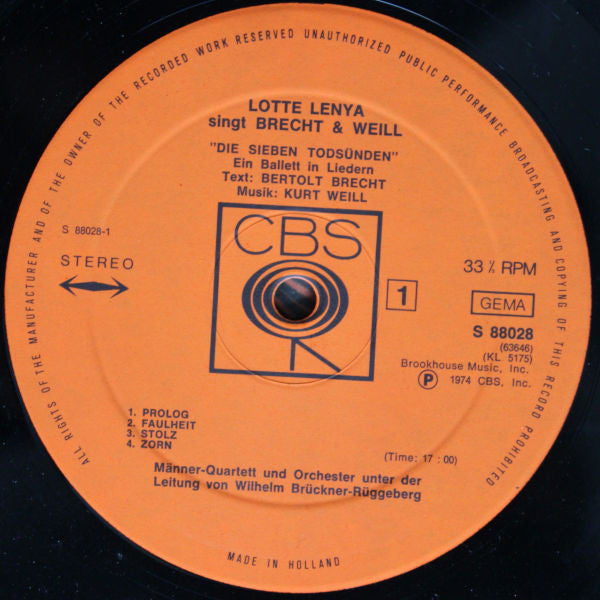 ALL RIGHTS OF THE MANUFACTURER AND OF THE OWNER OF THE RECORDED WORK RESERVED UNAUTHORIZED PUBLIC PERFORMANCE BROADCASTING AND COPYING OF THIS RECORD PROHIBITED
LOTTE LENYA
singt BRECHT & WEILL
"DIE SIEBEN TODSÜNDEN"
Ein Ballett in Liedern
Text: BERTOLT BRECHT
Musik: KURT WEILL
CBS
S 88028-1
STEREO
1
33 ⅓ RPM
GEMA
S 88028
(63646)
(KL 5175)
Brookhouse Music, Inc.
Ⓟ 1974 CBS, Inc.
1. PROLOG
2. FAULHEIT
3. STOLZ
4. ZORN
(Time: 17 : 00)
Männer-Quartett und Orchester unter der
Leitung von Wilhelm Brückner-Rüggeberg
MADE IN HOLLAND